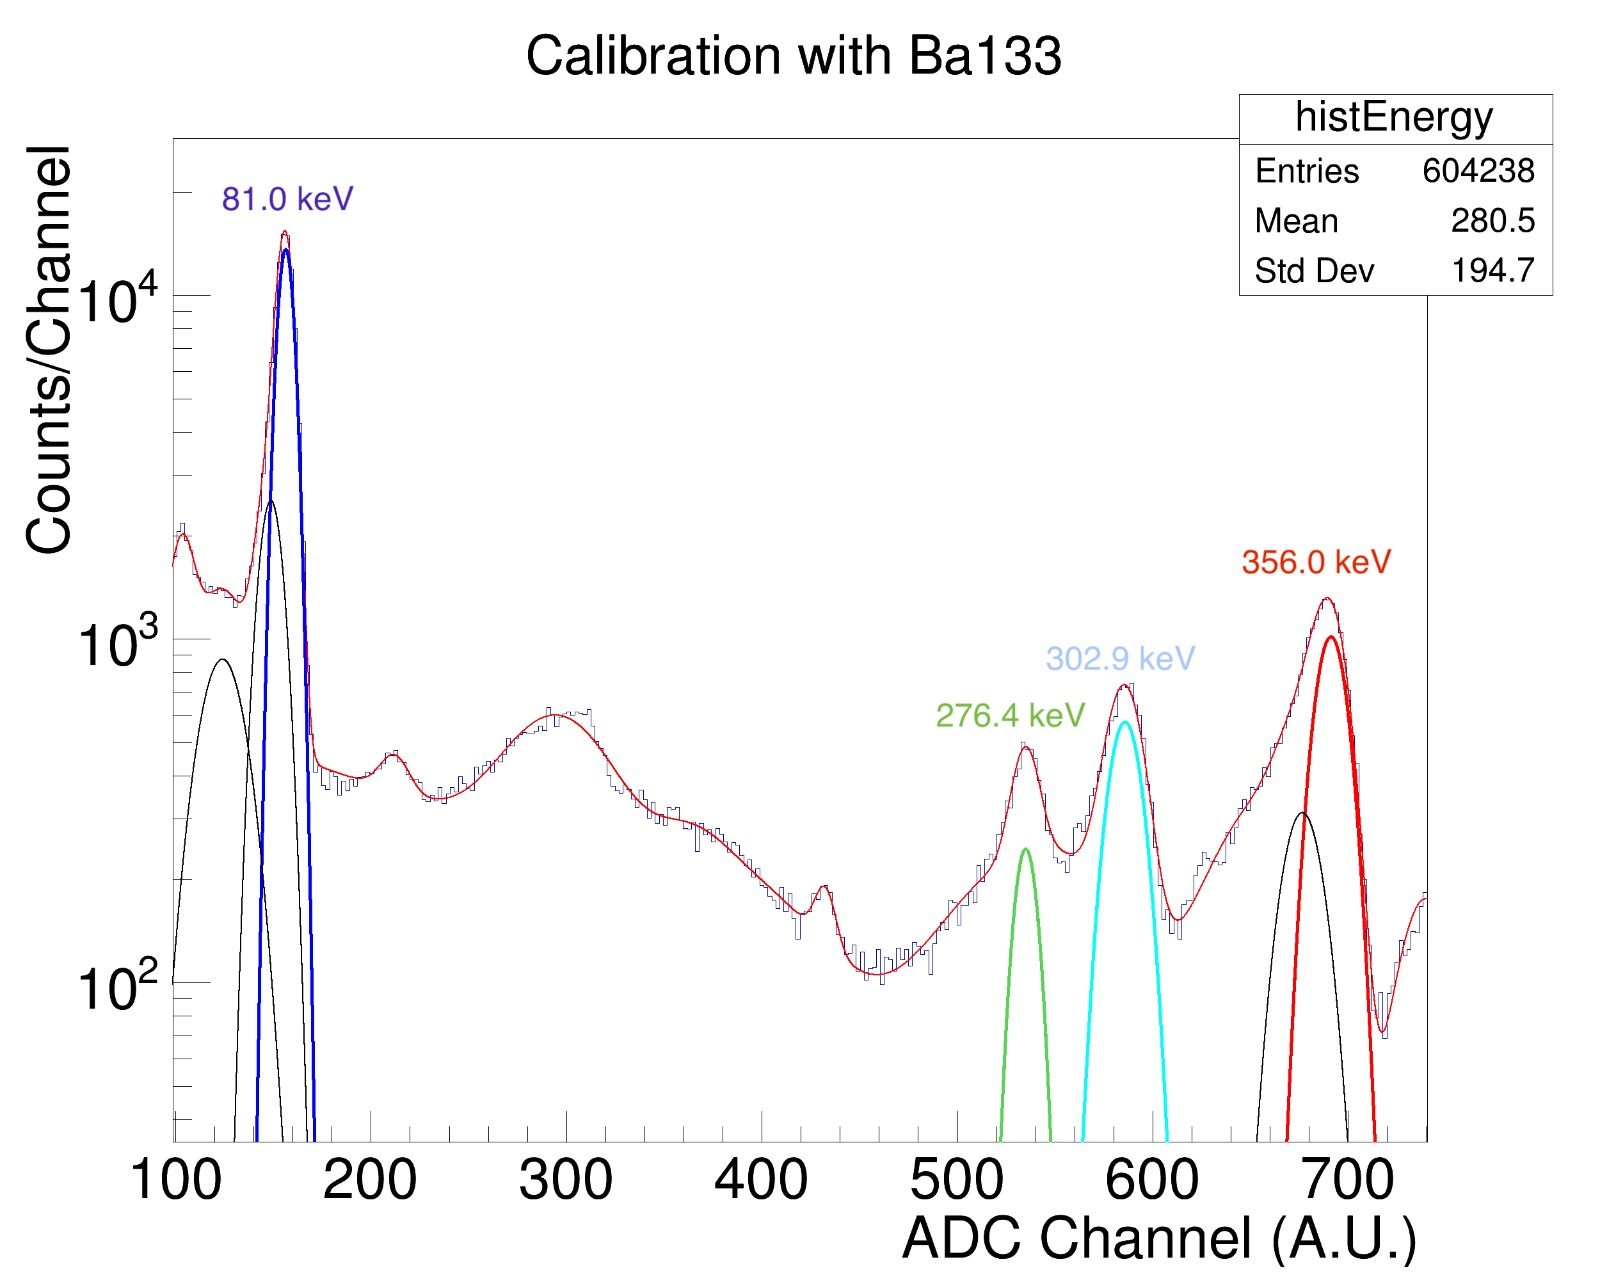 Calibration with Ba133
histEnergy
Entries 604238
Mean 280.5
Std Dev 194.7
Counts/Channel
81.0 keV
10^4
356.0 keV
10^3
302.9 keV
276.4 keV
10^2
100 200 300 400 500 600 700
ADC Channel (A.U.)